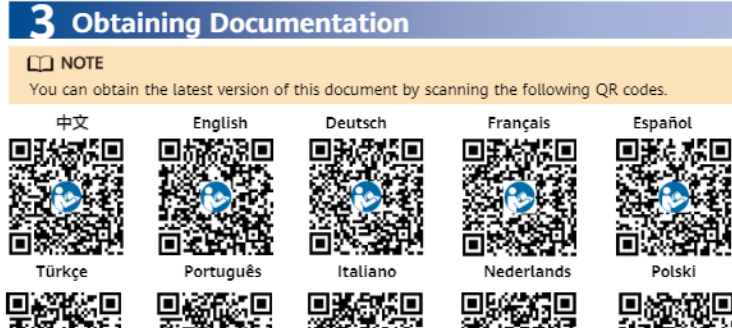 3 Obtaining Documentation
NOTE
You can obtain the latest version of this document by scanning the following QR codes.
中文 English Deutsch Français Español
Türkçe Português Italiano Nederlands Polski